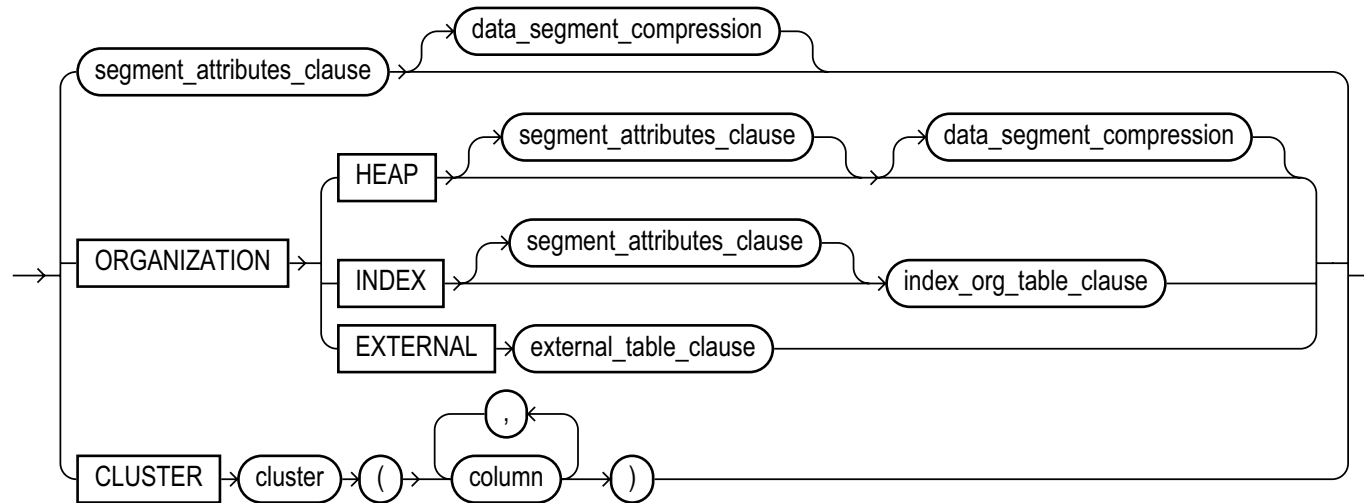 data_segment_compression
segment_attributes_clause
segment_attributes_clause data_segment_compression
HEAP
segment_attributes_clause
ORGANIZATION
INDEX index_org_table_clause
EXTERNAL external_table_clause
,
CLUSTER cluster ( column )